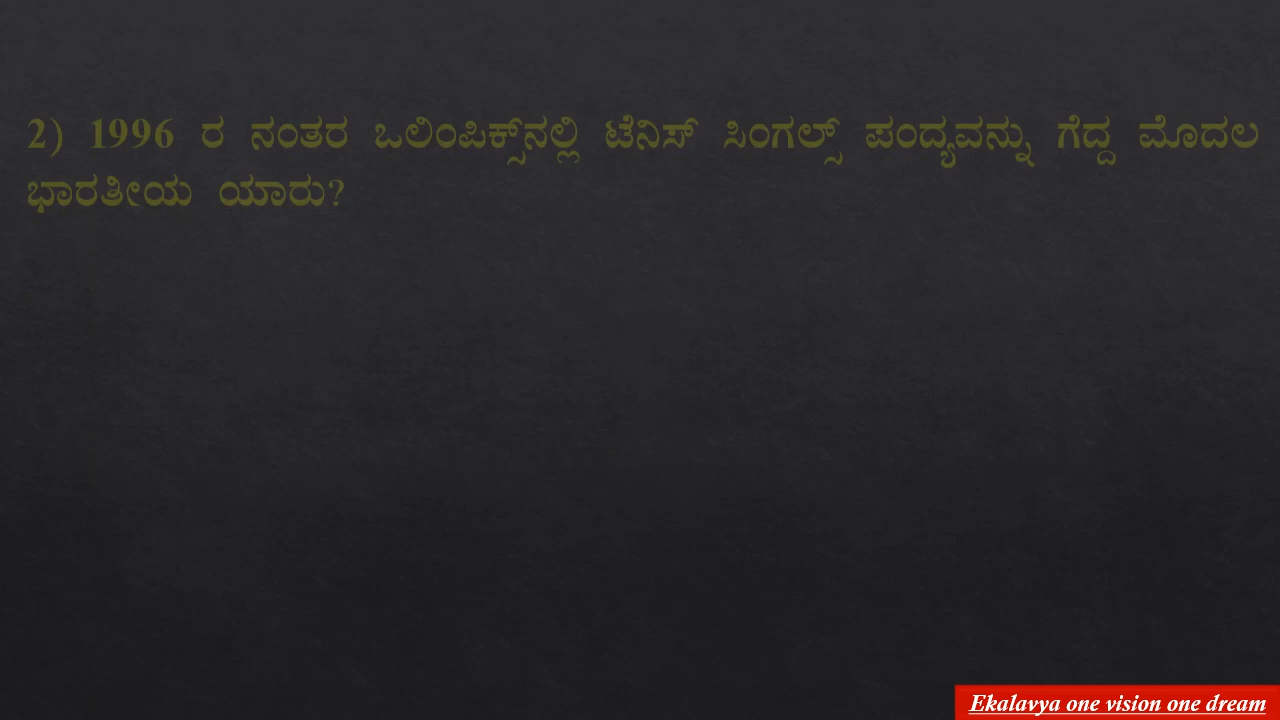 2) 1996 ರ ನಂತರ ಒಲಿಂಪಿಕ್ಸ್‌ನಲ್ಲಿ ಟೆನಿಸ್ ಸಿಂಗಲ್ಸ್ ಪಂದ್ಯವನ್ನು ಗೆದ್ದ ಮೊದಲ
ಭಾರತೀಯ ಯಾರು?
Ekalavya one vision one dream